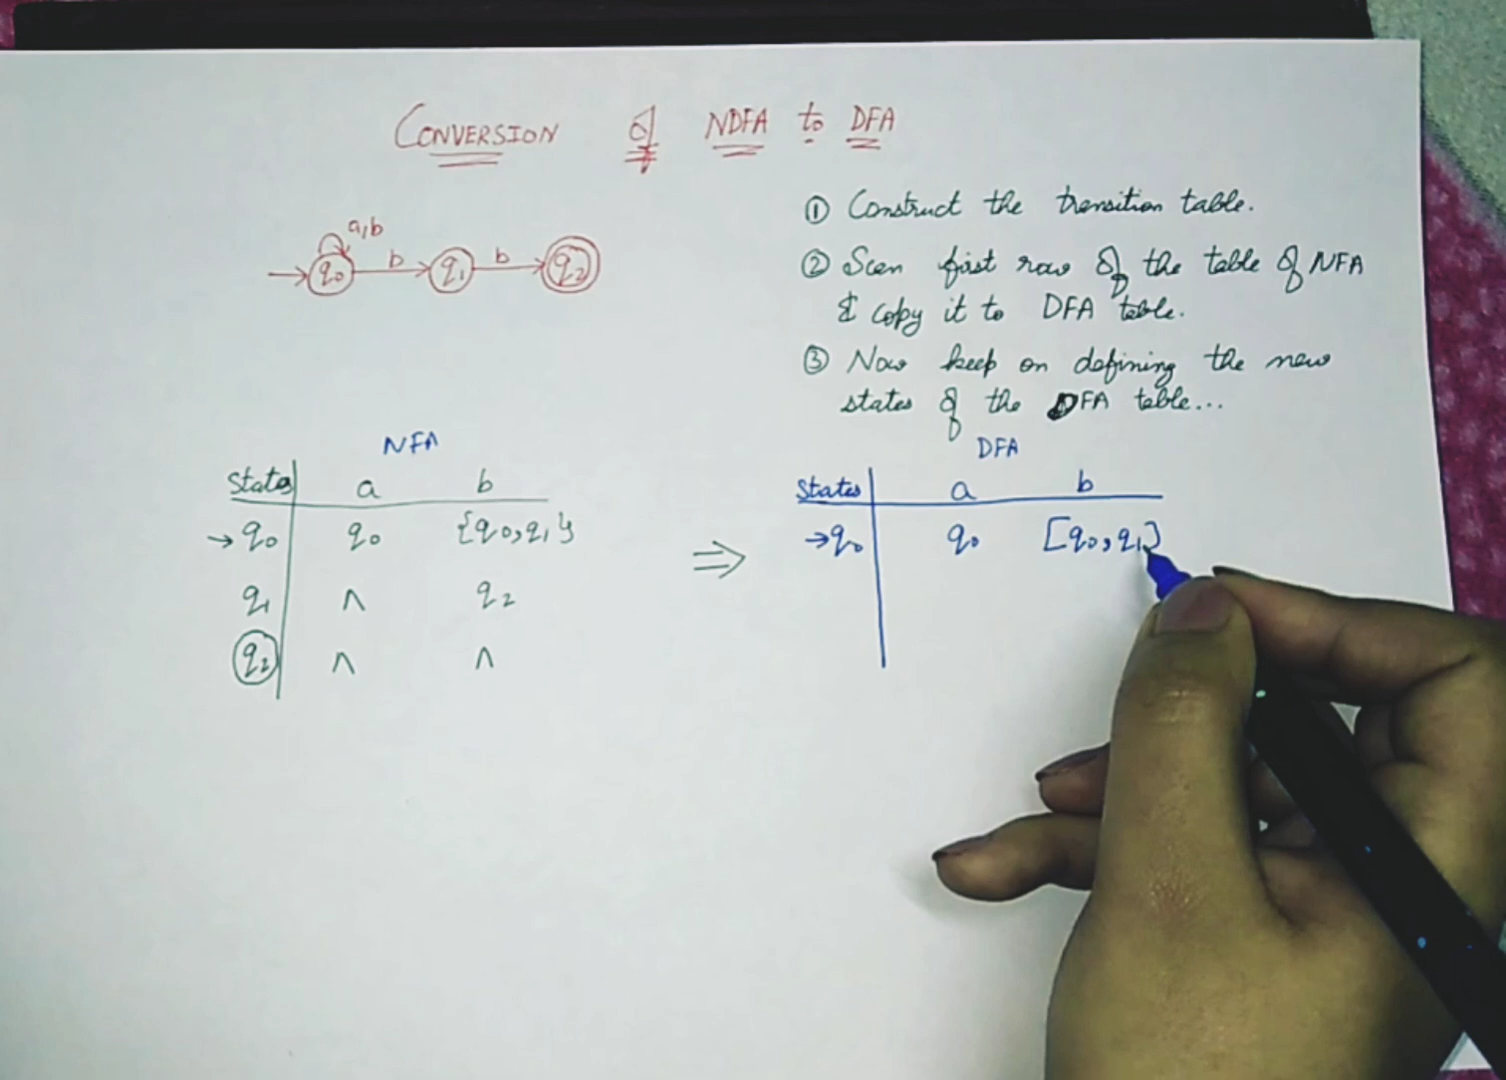 CONVERSION of NDFA to DFA
a,b
q0 b q1 b q2
① Construct the transition table.
② Scan first row of the table of NFA
& copy it to DFA table.
③ Now keep on defining the new
states of the DFA table...
NFA
States a b
→q0 q0 {q0,q1}
q1 ∧ q2
q2 ∧ ∧
⇒
DFA
States a b
→q0 q0 [q0,q1]